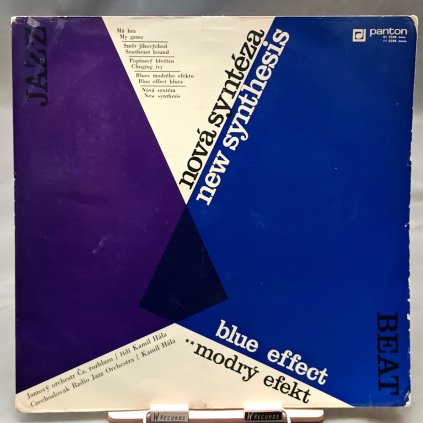 JAZZ
Má hra
My game
Směr jihovýchod
Southeast bound
Popínavý břečťan
Clinging ivy
Blues modrého efektu
Blue effect blues
Nová syntéza
New synthesis
nová syntéza
new synthesis
panton
blue effect
modrý efekt
BEAT
Jazzový orchestr Čs. rozhlasu / řídí Kamil Hála
Czechoslovak Radio Jazz Orchestra / Kamil Hála
W RECORDS
W RECORDS